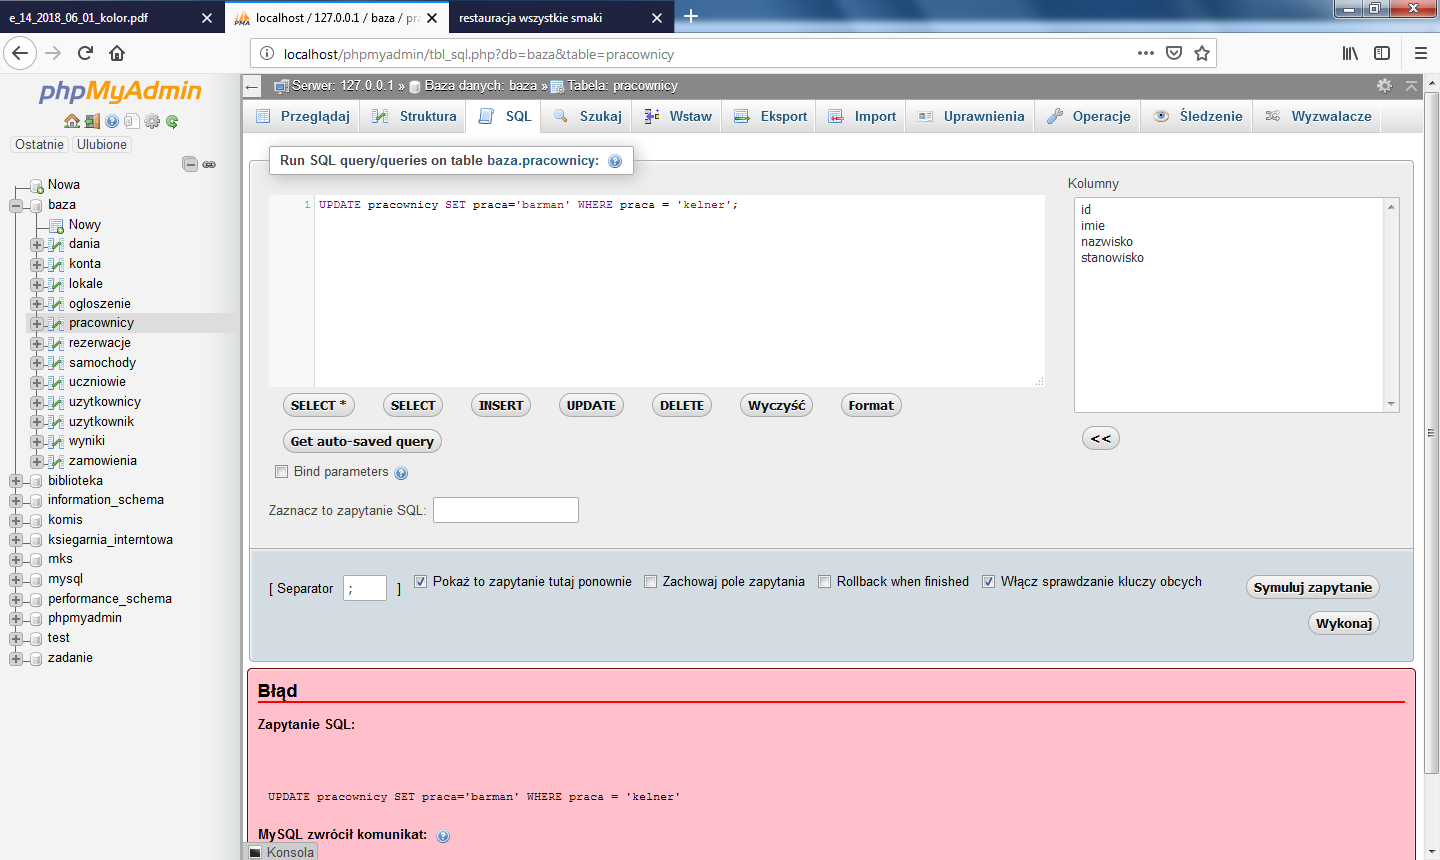 e_14_2018_06_01_kolor.pdf
localhost / 127.0.0.1 / baza / pra
restauracja wszystkie smaki
localhost/phpmyadmin/tbl_sql.php?db=baza&table=pracownicy
phpMyAdmin
Ostatnie Ulubione
Nowa
baza
Nowy
dania
konta
lokale
ogloszenie
pracownicy
rezerwacje
samochody
uczniowie
uzytkownicy
uzytkownik
wyniki
zamowienia
biblioteka
information_schema
komis
ksiegarnia_interntowa
mks
mysql
performance_schema
phpmyadmin
test
zadanie
Serwer: 127.0.0.1 » Baza danych: baza » Tabela: pracownicy
Przeglądaj Struktura SQL Szukaj Wstaw Eksport Import Uprawnienia Operacje Śledzenie Wyzwalacze
Run SQL query/queries on table baza.pracownicy:
1 UPDATE pracownicy SET praca='barman' WHERE praca = 'kelner';
Kolumny
id
imie
nazwisko
stanowisko
SELECT * SELECT INSERT UPDATE DELETE Wyczyść Format
Get auto-saved query
<<
Bind parameters
Zaznacz to zapytanie SQL:
[ Separator ; ] Pokaż to zapytanie tutaj ponownie Zachowaj pole zapytania Rollback when finished Włącz sprawdzanie kluczy obcych
Symuluj zapytanie
Wykonaj
Błąd
Zapytanie SQL:
UPDATE pracownicy SET praca='barman' WHERE praca = 'kelner'
MySQL zwrócił komunikat:
Konsola